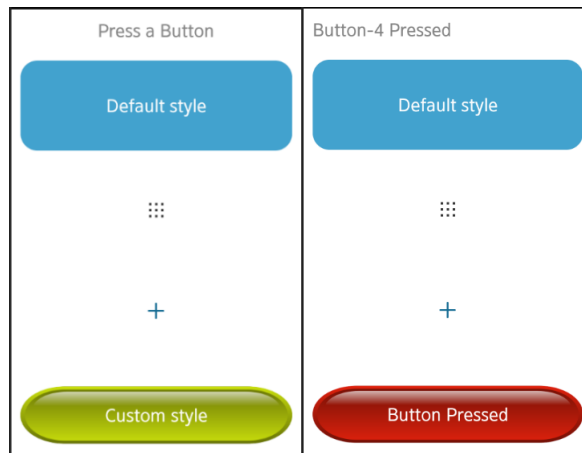 Press a Button
Default style
Custom style
Button-4 Pressed
Default style
Button Pressed